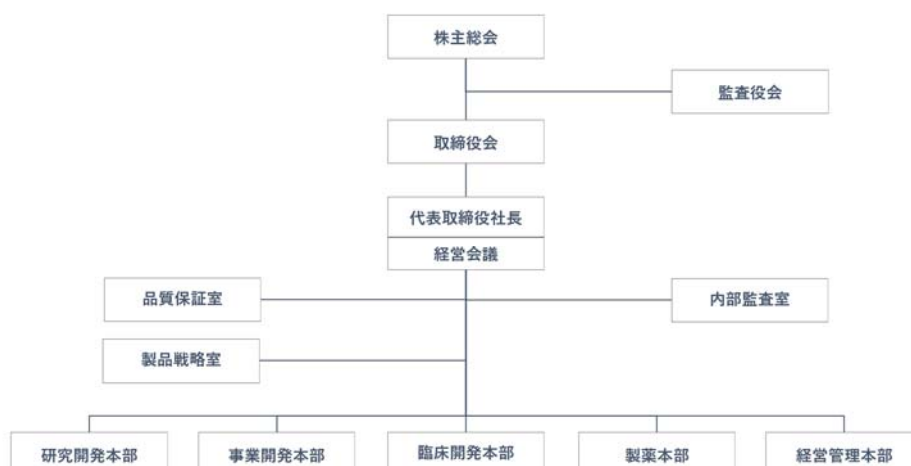 株主総会
監査役会
取締役会
代表取締役社長
経営会議
品質保証室
内部監査室
製品戦略室
研究開発本部
事業開発本部
臨床開発本部
製薬本部
経営管理本部